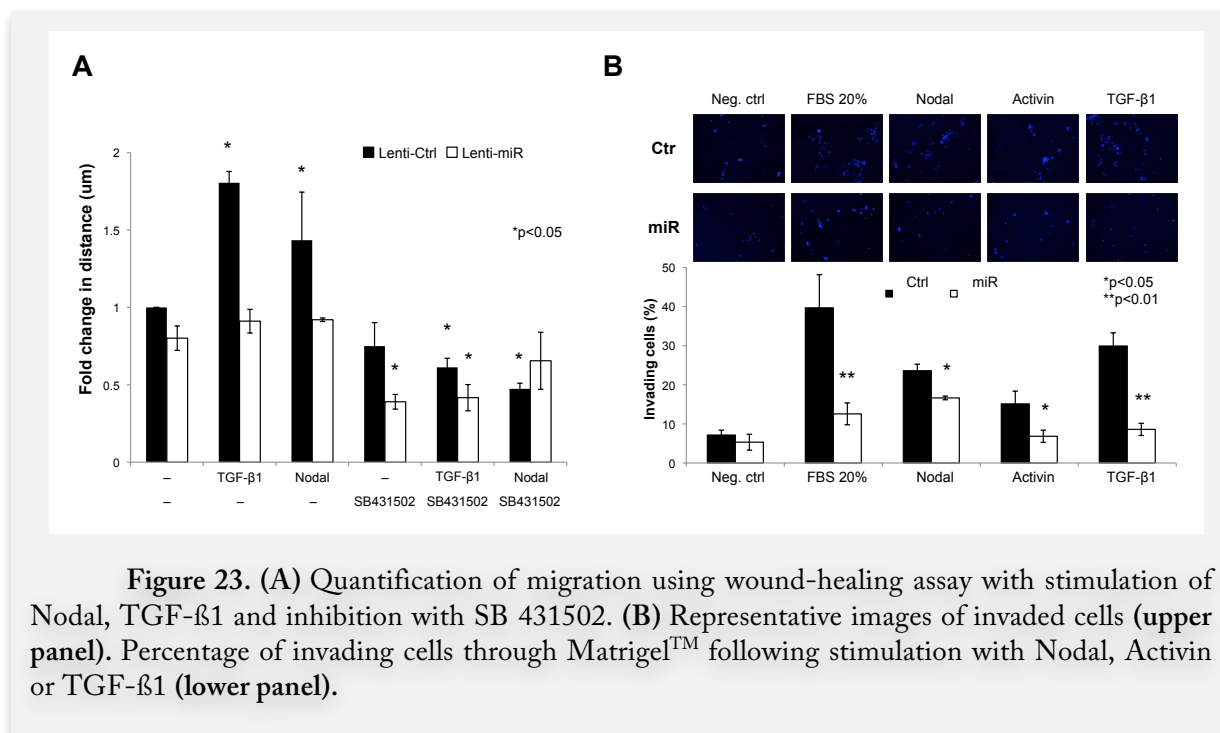 A
Fold change in distance (um)
2
1.5
1
0.5
0
Lenti-Ctrl Lenti-miR
*p<0.05
* * * * * *
– TGF-β1 Nodal – TGF-β1 Nodal
– – – SB431502 SB431502 SB431502
B
Neg. ctrl FBS 20% Nodal Activin TGF-β1
Ctr
miR
Invading cells (%)
50
40
30
20
10
0
Ctrl miR
*p<0.05
**p<0.01
** * * **
Neg. ctrl FBS 20% Nodal Activin TGF-β1
Figure 23. (A) Quantification of migration using wound-healing assay with stimulation of
Nodal, TGF-ß1 and inhibition with SB 431502. (B) Representative images of invaded cells (upper
panel). Percentage of invading cells through Matrigel™ following stimulation with Nodal, Activin
or TGF-ß1 (lower panel).